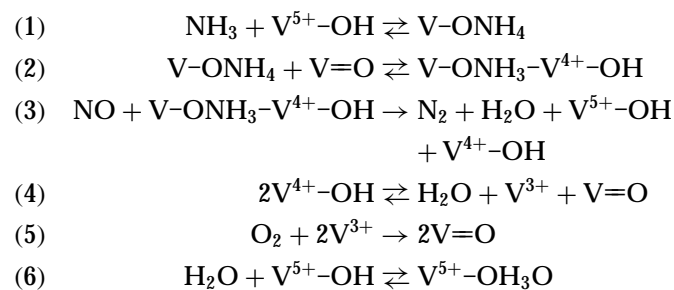 (1) NH₃ + V⁵⁺–OH ⇄ V–ONH₄
(2) V–ONH₄ + V=O ⇄ V–ONH₃–V⁴⁺–OH
(3) NO + V–ONH₃–V⁴⁺–OH → N₂ + H₂O + V⁵⁺–OH
+ V⁴⁺–OH
(4) 2V⁴⁺–OH ⇄ H₂O + V³⁺ + V=O
(5) O₂ + 2V³⁺ → 2V=O
(6) H₂O + V⁵⁺–OH ⇄ V⁵⁺–OH₃O